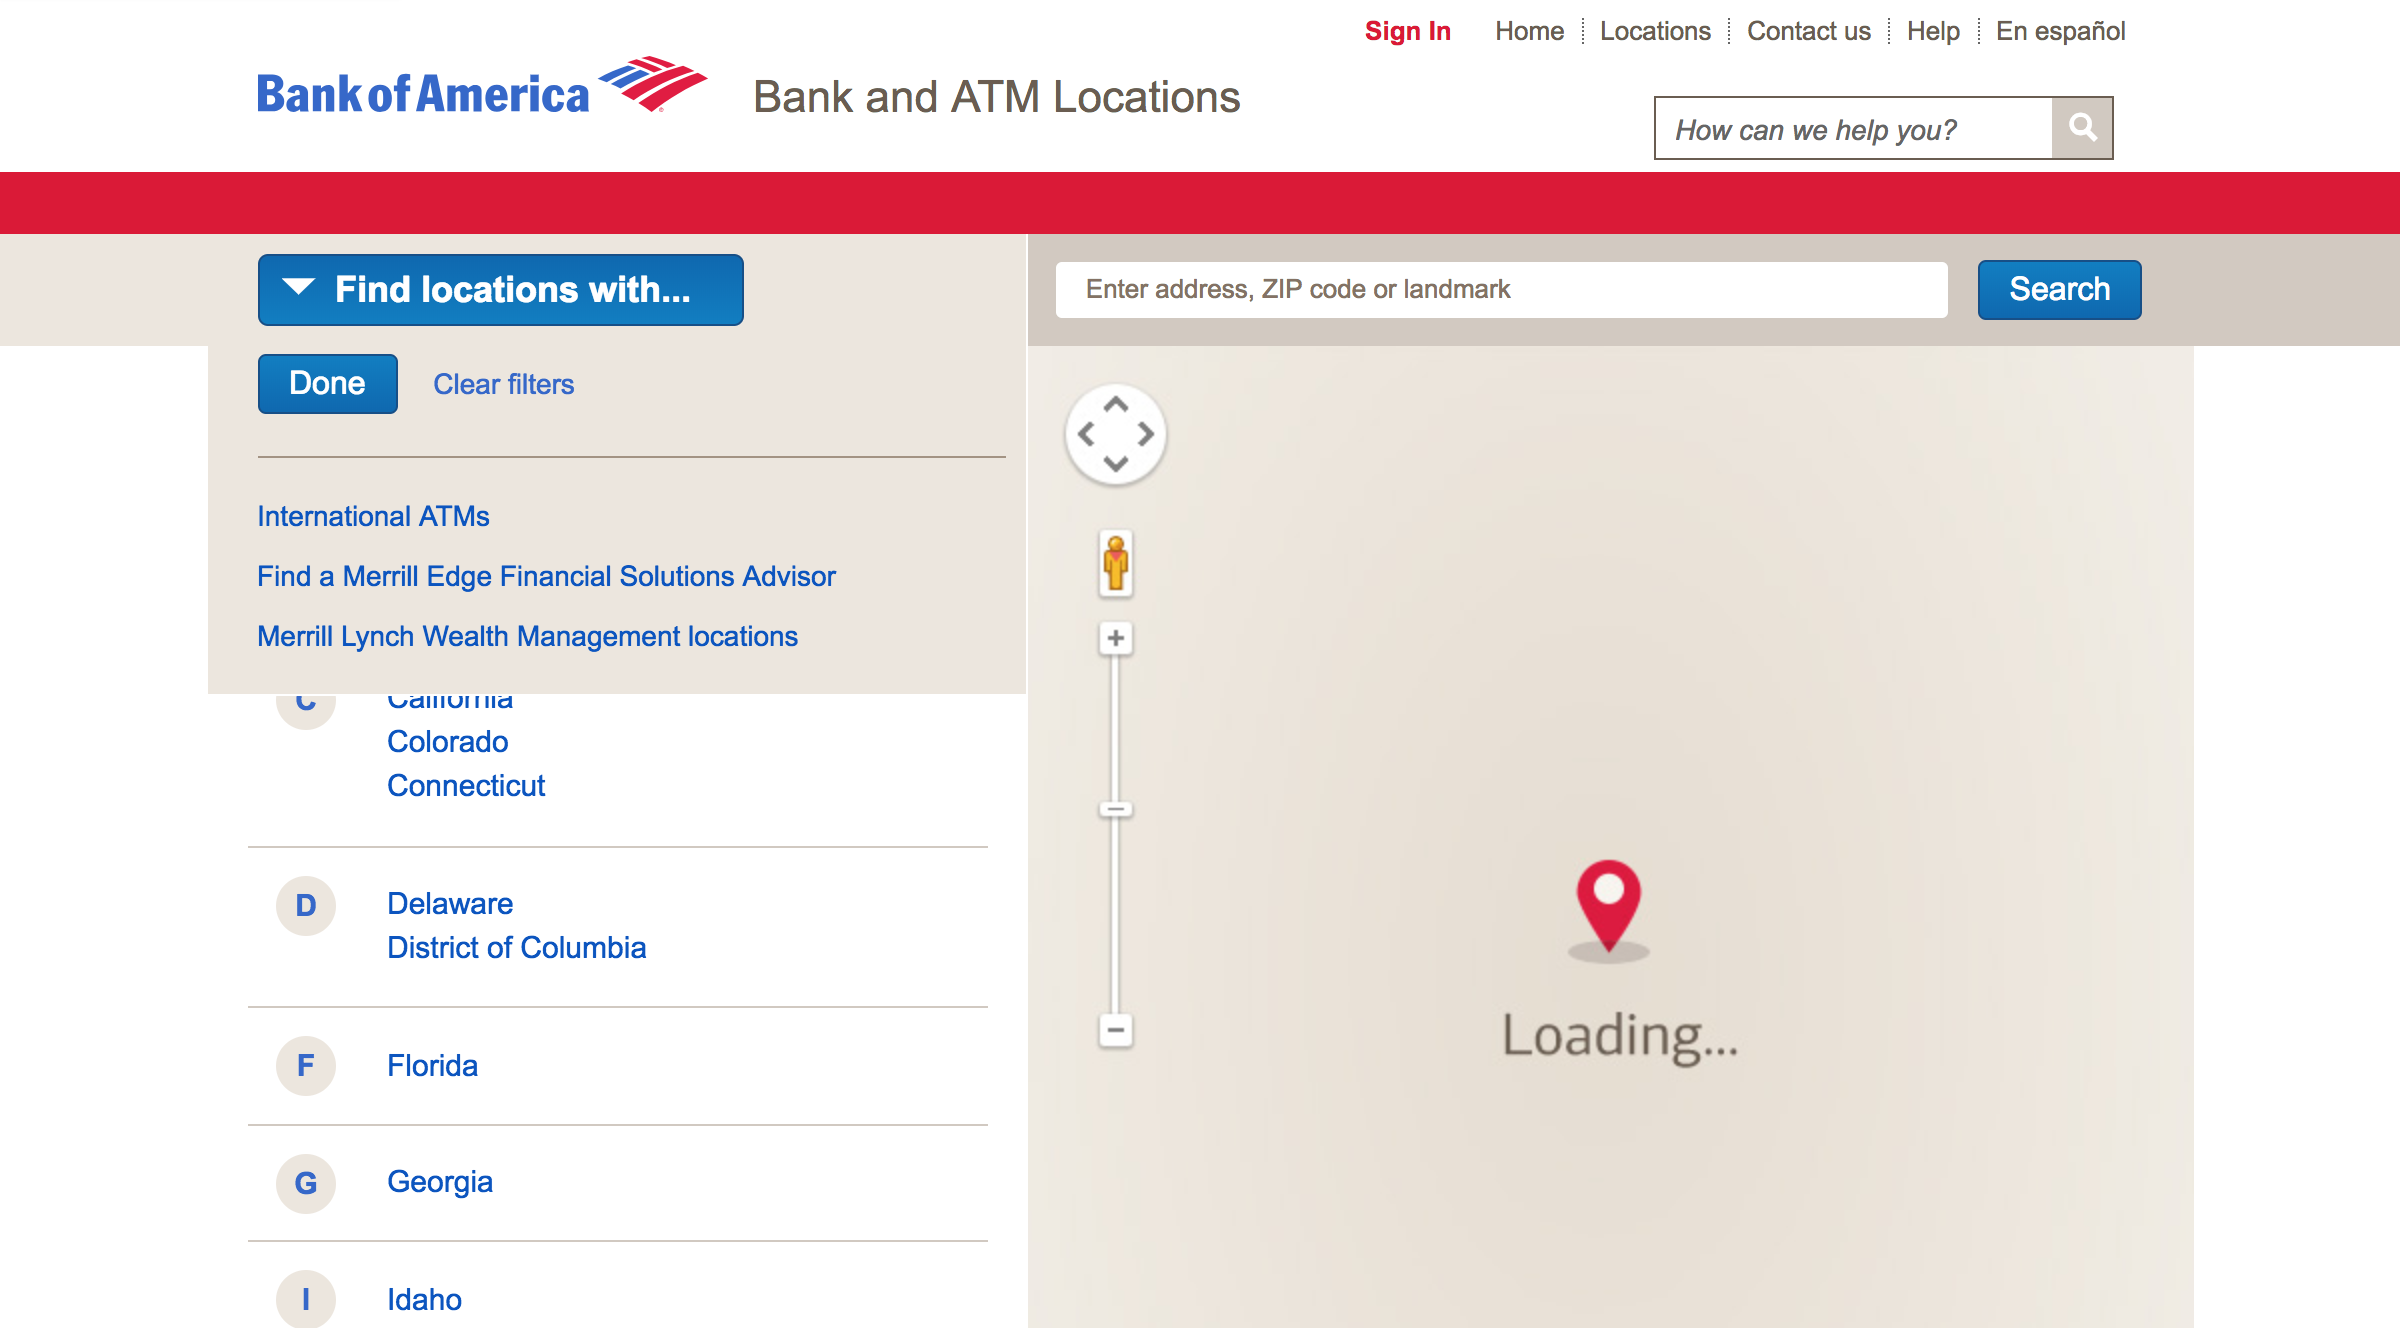 Sign In Home Locations Contact us Help En español
Bank of America Bank and ATM Locations
How can we help you?
Find locations with...
Enter address, ZIP code or landmark
Search
Done Clear filters
International ATMs
Find a Merrill Edge Financial Solutions Advisor
Merrill Lynch Wealth Management locations
C California
Colorado
Connecticut
D Delaware
District of Columbia
F Florida
G Georgia
I Idaho
Loading...